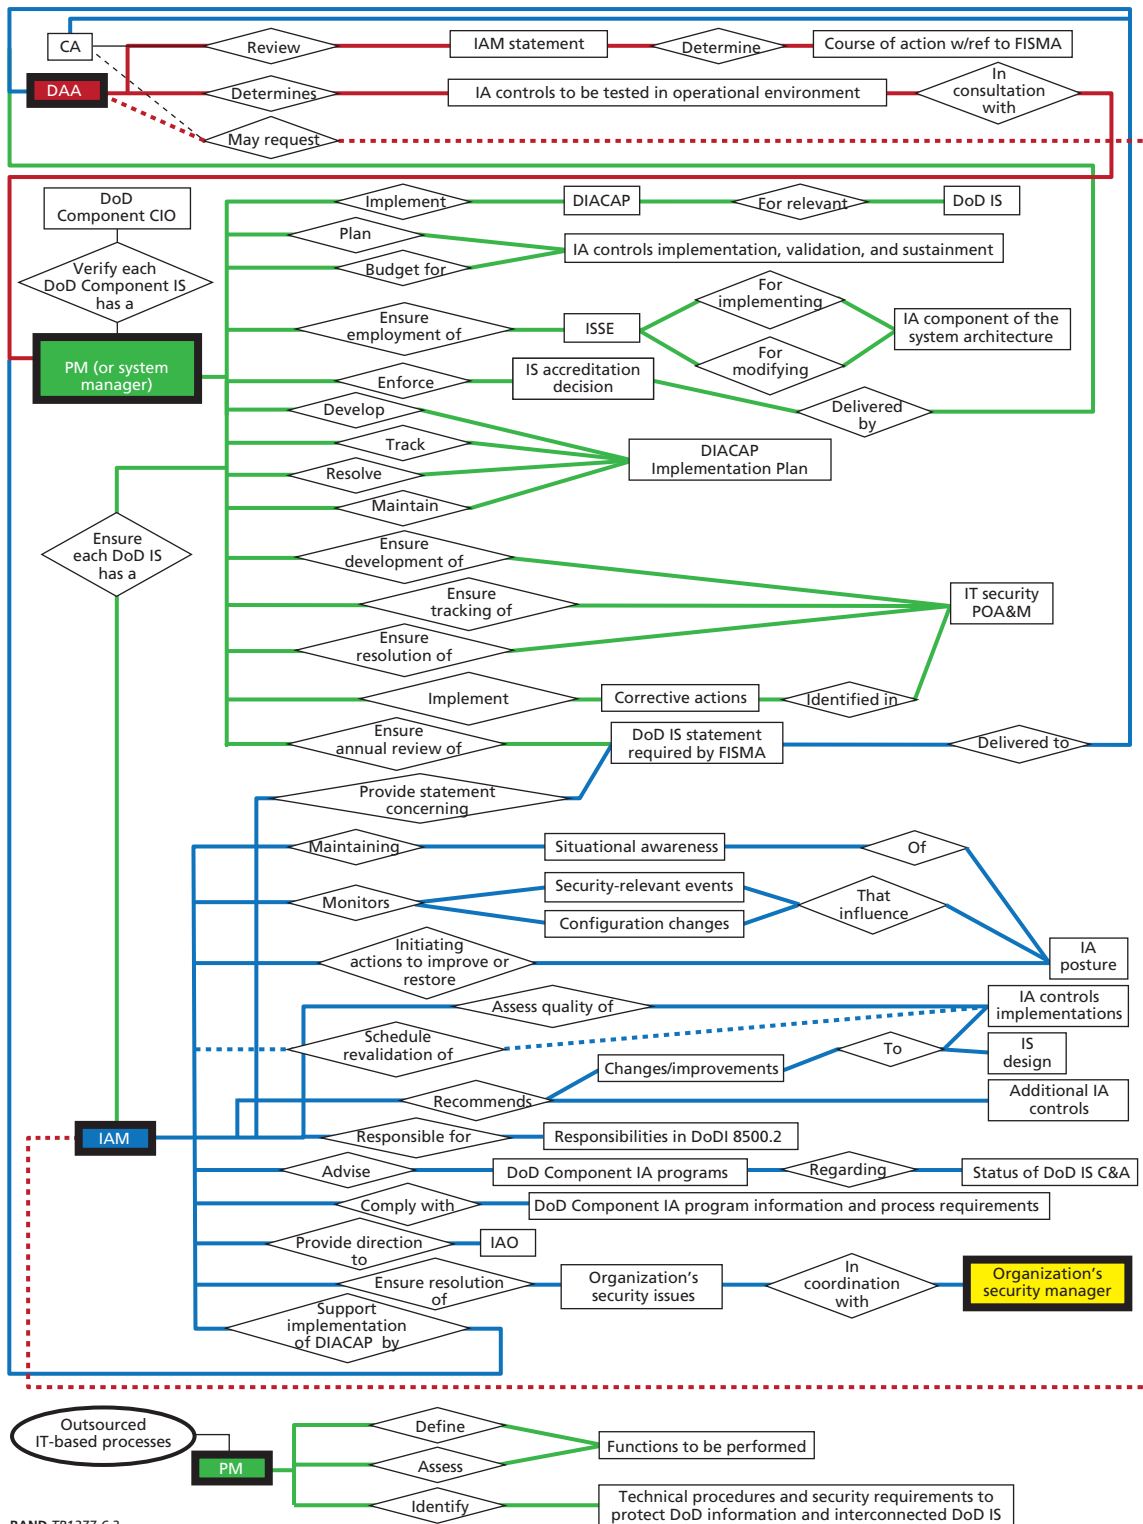 CA
Review
IAM statement
Determine
Course of action w/ref to FISMA
DAA
Determines
IA controls to be tested in operational environment
In
consultation
with
May request
DoD
Component CIO
Implement
DIACAP
For relevant
DoD IS
Plan
IA controls implementation, validation, and sustainment
Budget for
Verify each
DoD Component IS
has a
For
implementing
Ensure
employment of
ISSE
IA component of the
system architecture
For
modifying
PM (or system
manager)
Enforce
IS accreditation
decision
Delivered
by
Develop
Track
DIACAP
Implementation Plan
Resolve
Maintain
Ensure
each DoD IS
has a
Ensure
development of
Ensure
tracking of
IT security
POA&M
Ensure
resolution of
Implement
Corrective actions
Identified in
Ensure
annual review of
DoD IS statement
required by FISMA
Delivered to
Provide statement
concerning
Maintaining
Situational awareness
Of
Monitors
Security-relevant events
Configuration changes
That
influence
Initiating
actions to improve or
restore
IA
posture
Assess quality of
IA controls
implementations
Schedule
revalidation of
To
IS
design
Changes/improvements
Recommends
Additional IA
controls
IAM
Responsible for
Responsibilities in DoDI 8500.2
Advise
DoD Component IA programs
Regarding
Status of DoD IS C&A
Comply with
DoD Component IA program information and process requirements
Provide direction
to
IAO
Ensure resolution
of
Organization's
security issues
In
coordination
with
Organization's
security manager
Support
implementation
of DIACAP by
Outsourced
IT-based processes
PM
Define
Functions to be performed
Assess
Identify
Technical procedures and security requirements to
protect DoD information and interconnected DoD IS